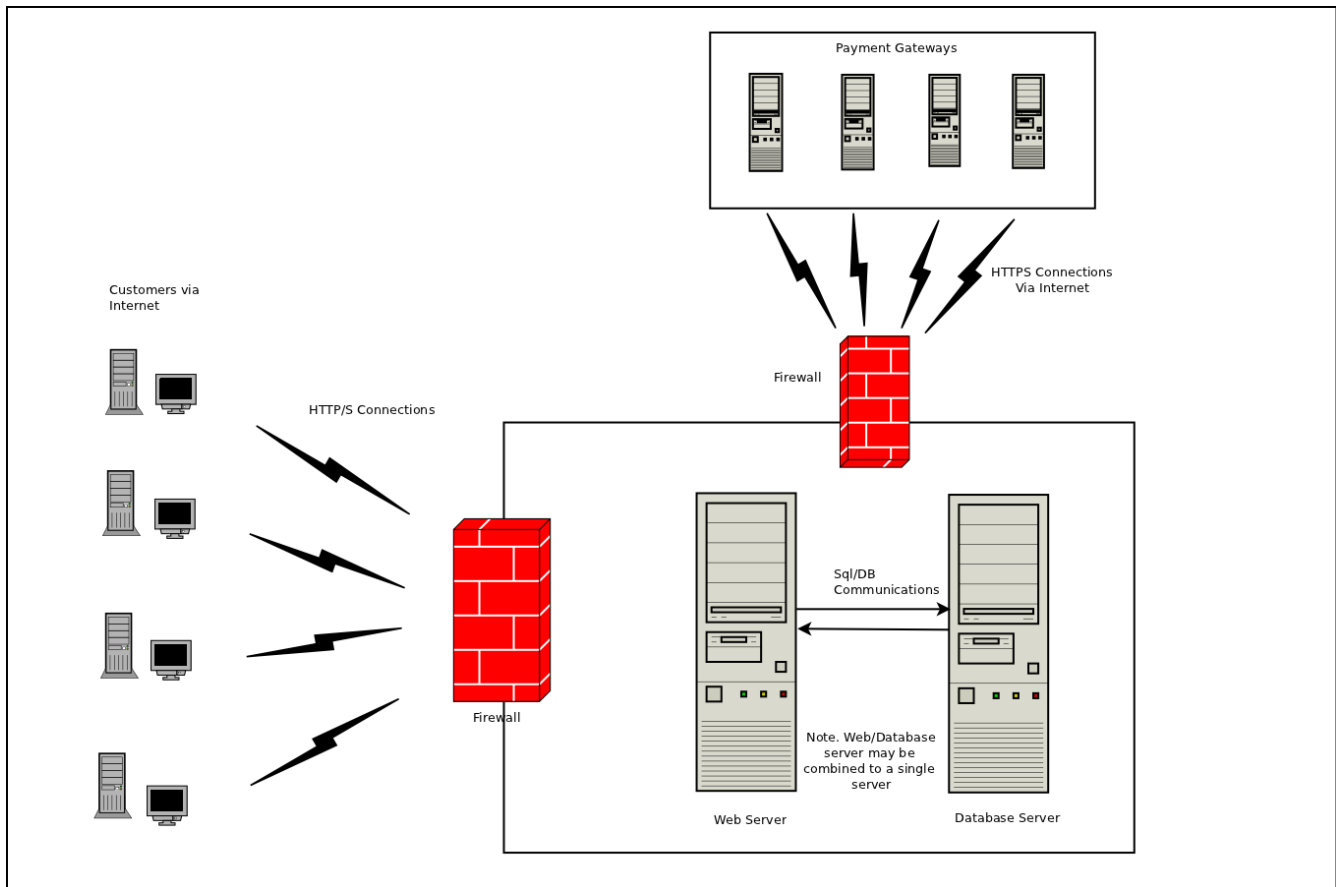 Payment Gateways
HTTPS Connections
Via Internet
Customers via
Internet
Firewall
HTTP/S Connections
Sql/DB
Communications
Firewall
Note. Web/Database
server may be
combined to a single
server
Web Server
Database Server